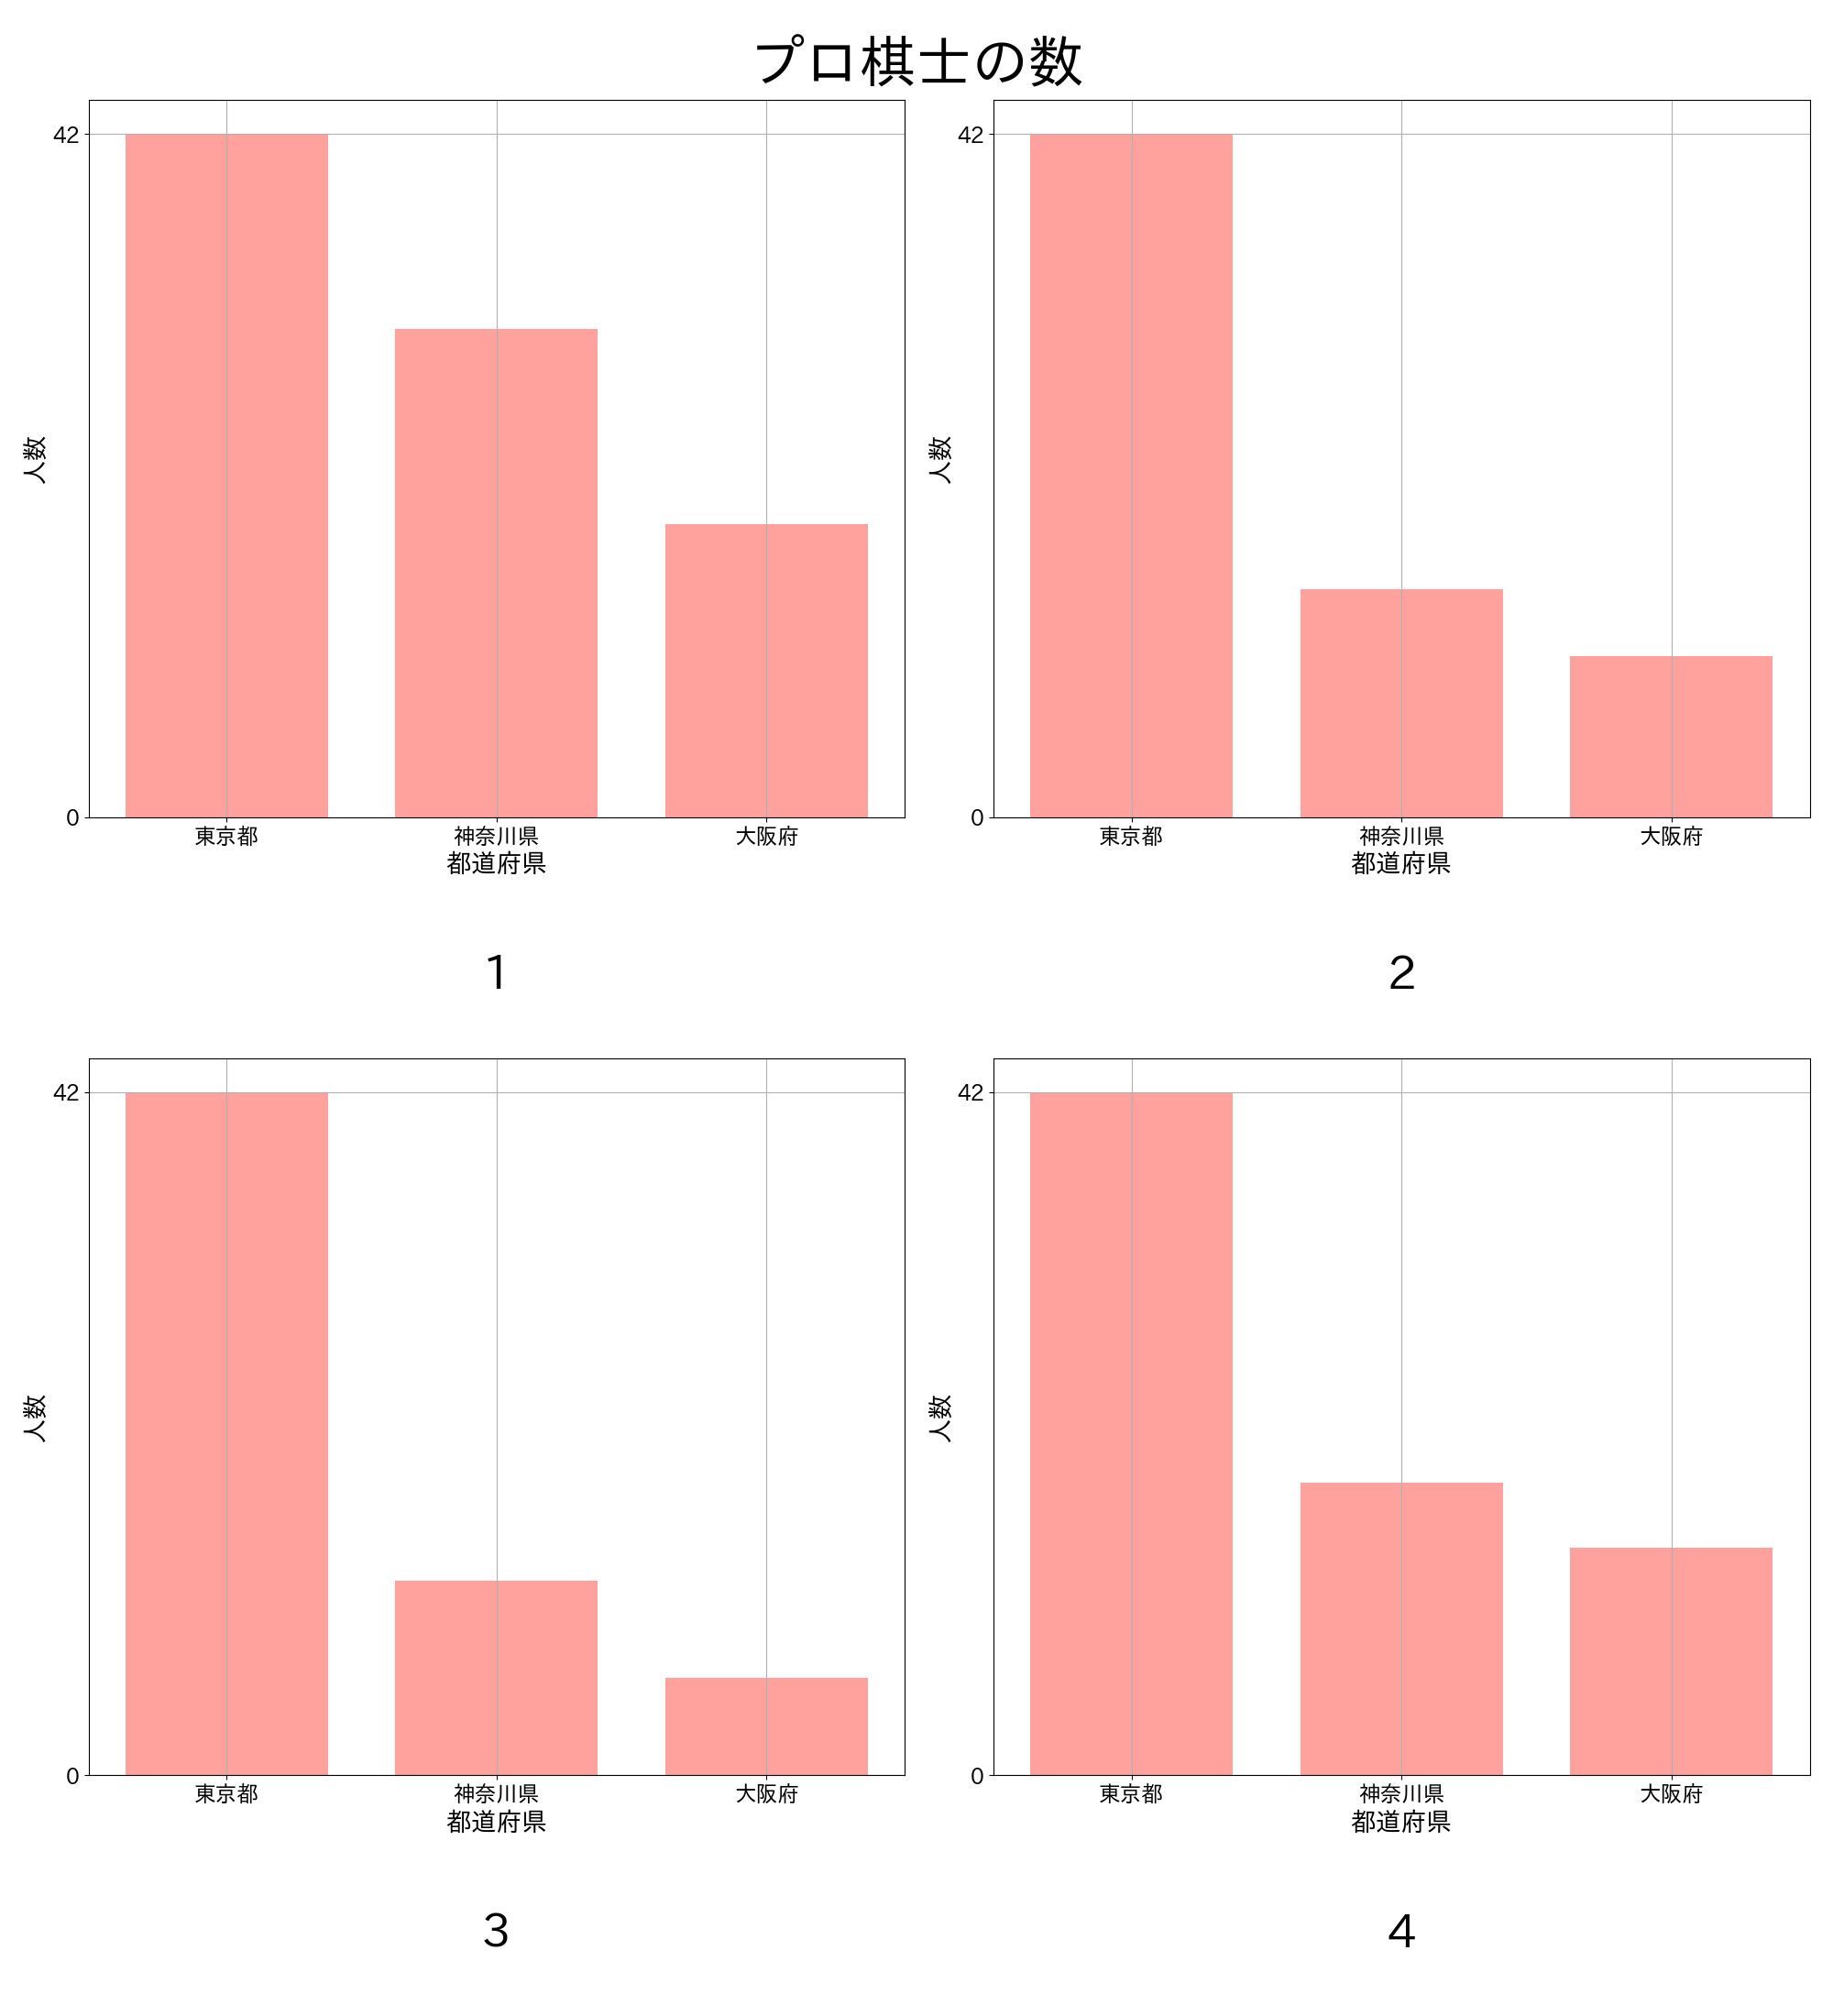 プロ棋士の数
42
0
人数
東京都 神奈川県 大阪府
都道府県
1
42
0
人数
東京都 神奈川県 大阪府
都道府県
2
42
0
人数
東京都 神奈川県 大阪府
都道府県
3
42
0
人数
東京都 神奈川県 大阪府
都道府県
4